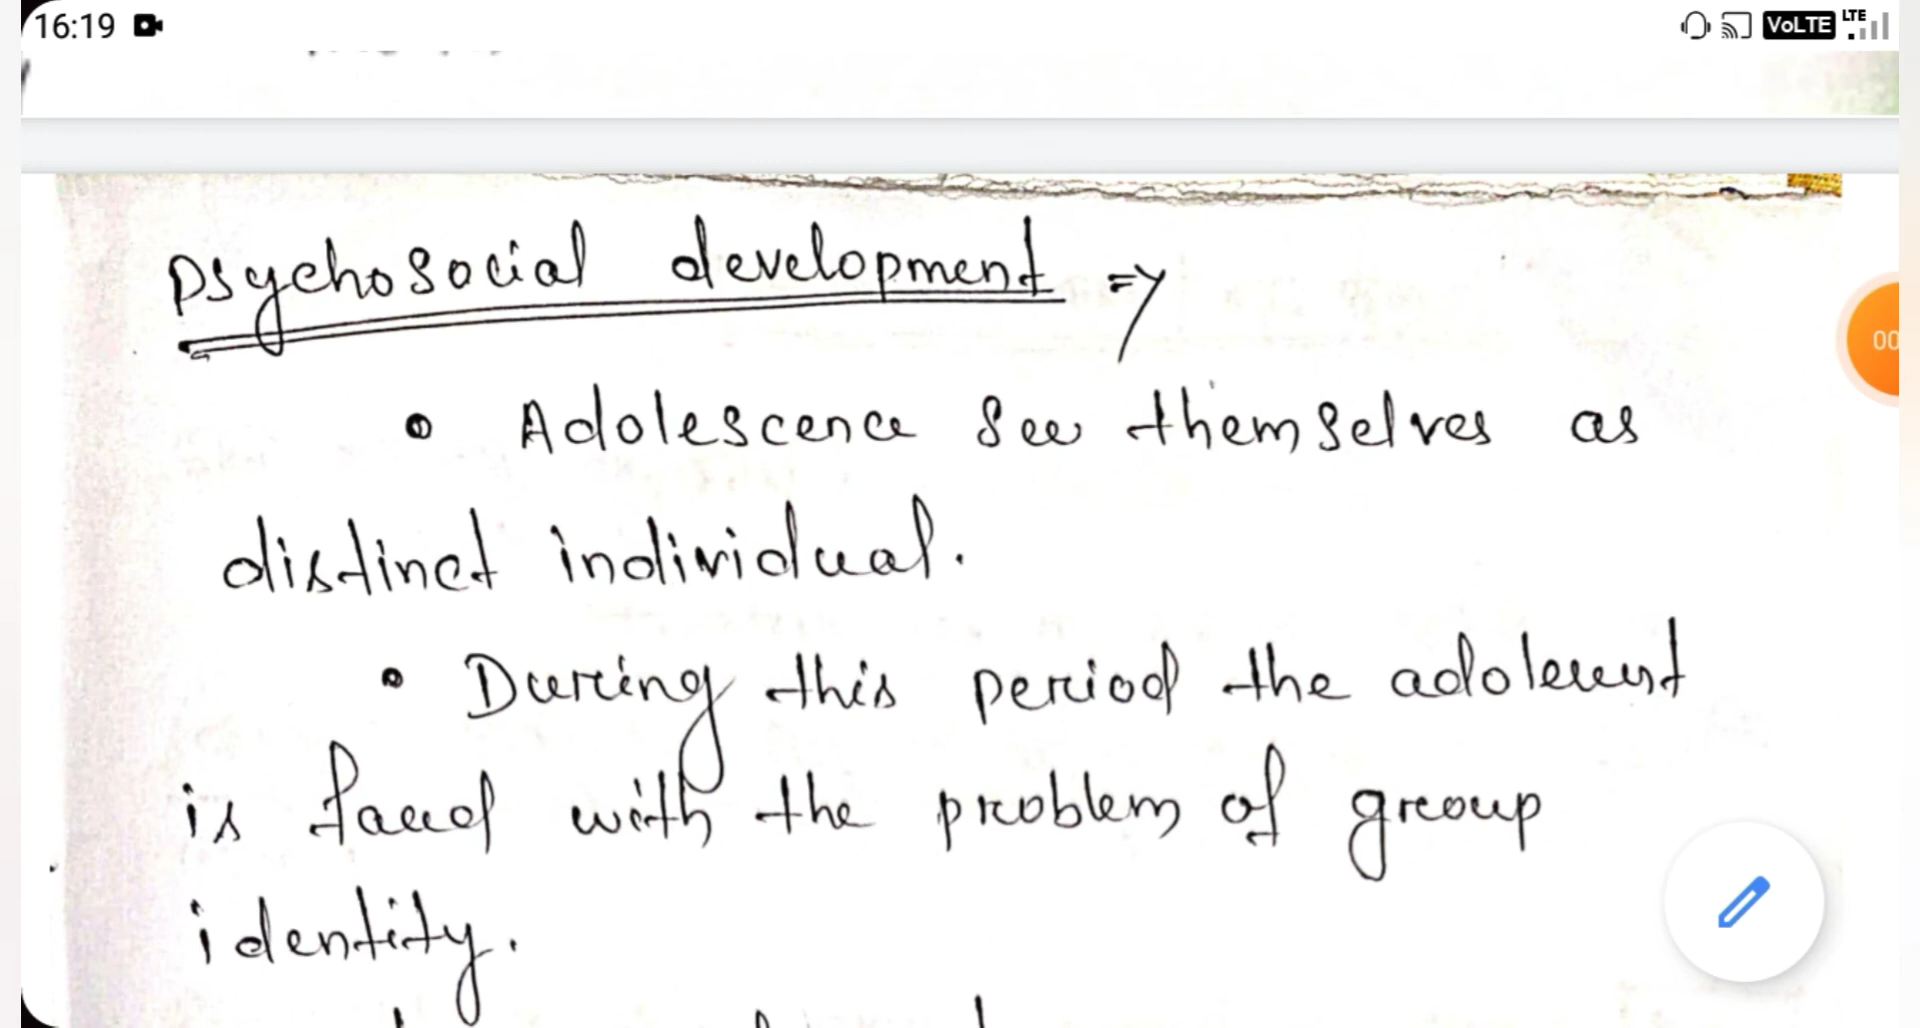 16:19 VoLTE LTE
Psychosocial development =>
• Adolescence See themselves as
distinct individual.
• During this period the adolescent
is faced with the problem of group
identity.
00